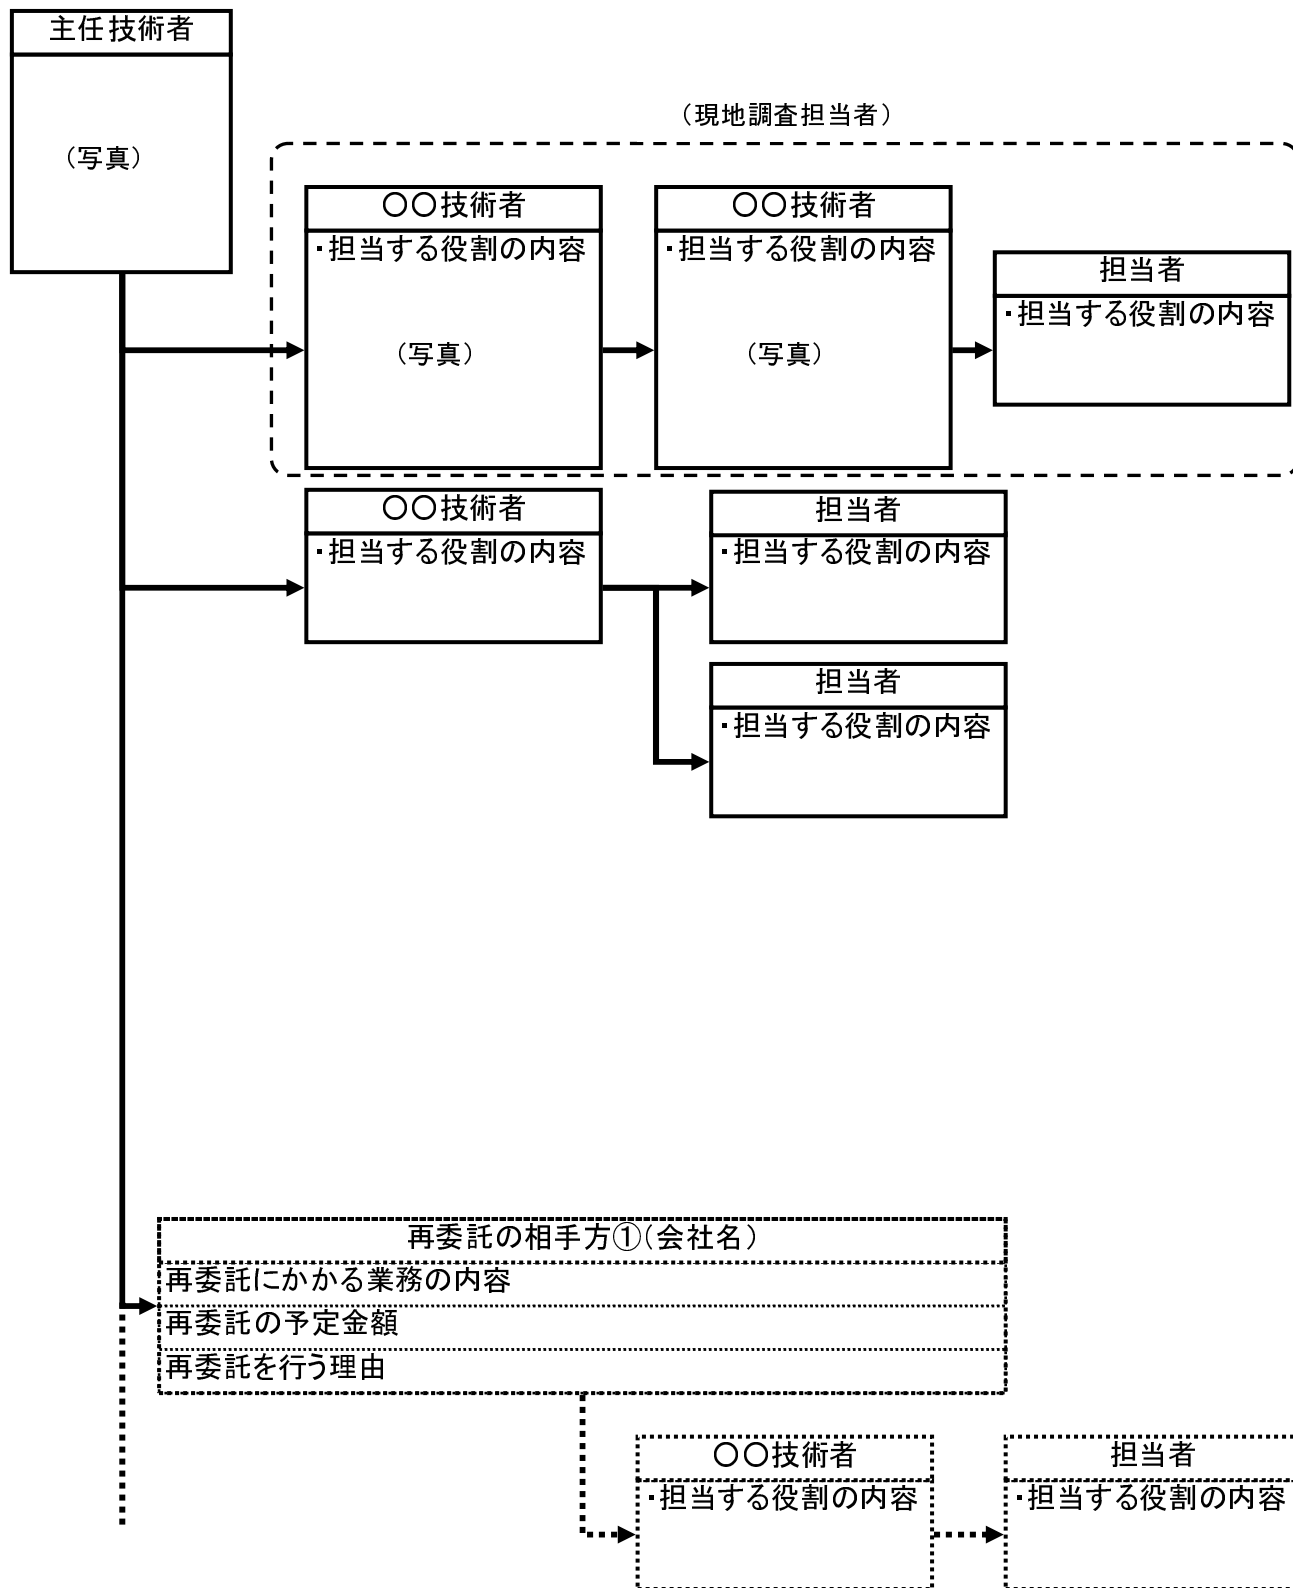 主任技術者
（写真）
（現地調査担当者）
〇〇技術者
・担当する役割の内容
（写真）
〇〇技術者
・担当する役割の内容
（写真）
担当者
・担当する役割の内容
〇〇技術者
・担当する役割の内容
担当者
・担当する役割の内容
担当者
・担当する役割の内容
再委託の相手方①（会社名）
再委託にかかる業務の内容
再委託の予定金額
再委託を行う理由
〇〇技術者
・担当する役割の内容
担当者
・担当する役割の内容